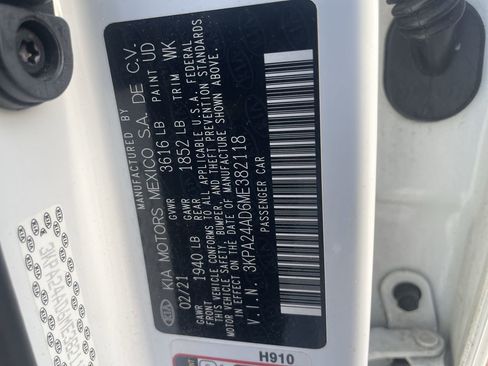 MANUFACTURED BY
KIA MOTORS MEXICO S.A. DE C.V.
02/21 GVWR 3616 LB PAINT UD
GAWR FRONT 1940 LB GAWR REAR 1852 LB TRIM WK
THIS VEHICLE CONFORMS TO ALL APPLICABLE U.S.A. FEDERAL
MOTOR VEHICLE SAFETY, BUMPER, AND THEFT PREVENTION STANDARDS
IN EFFECT ON THE DATE OF MANUFACTURE SHOWN ABOVE.
V.I.N. 3KPA24AD6ME382118
PASSENGER CAR
H910
KIA